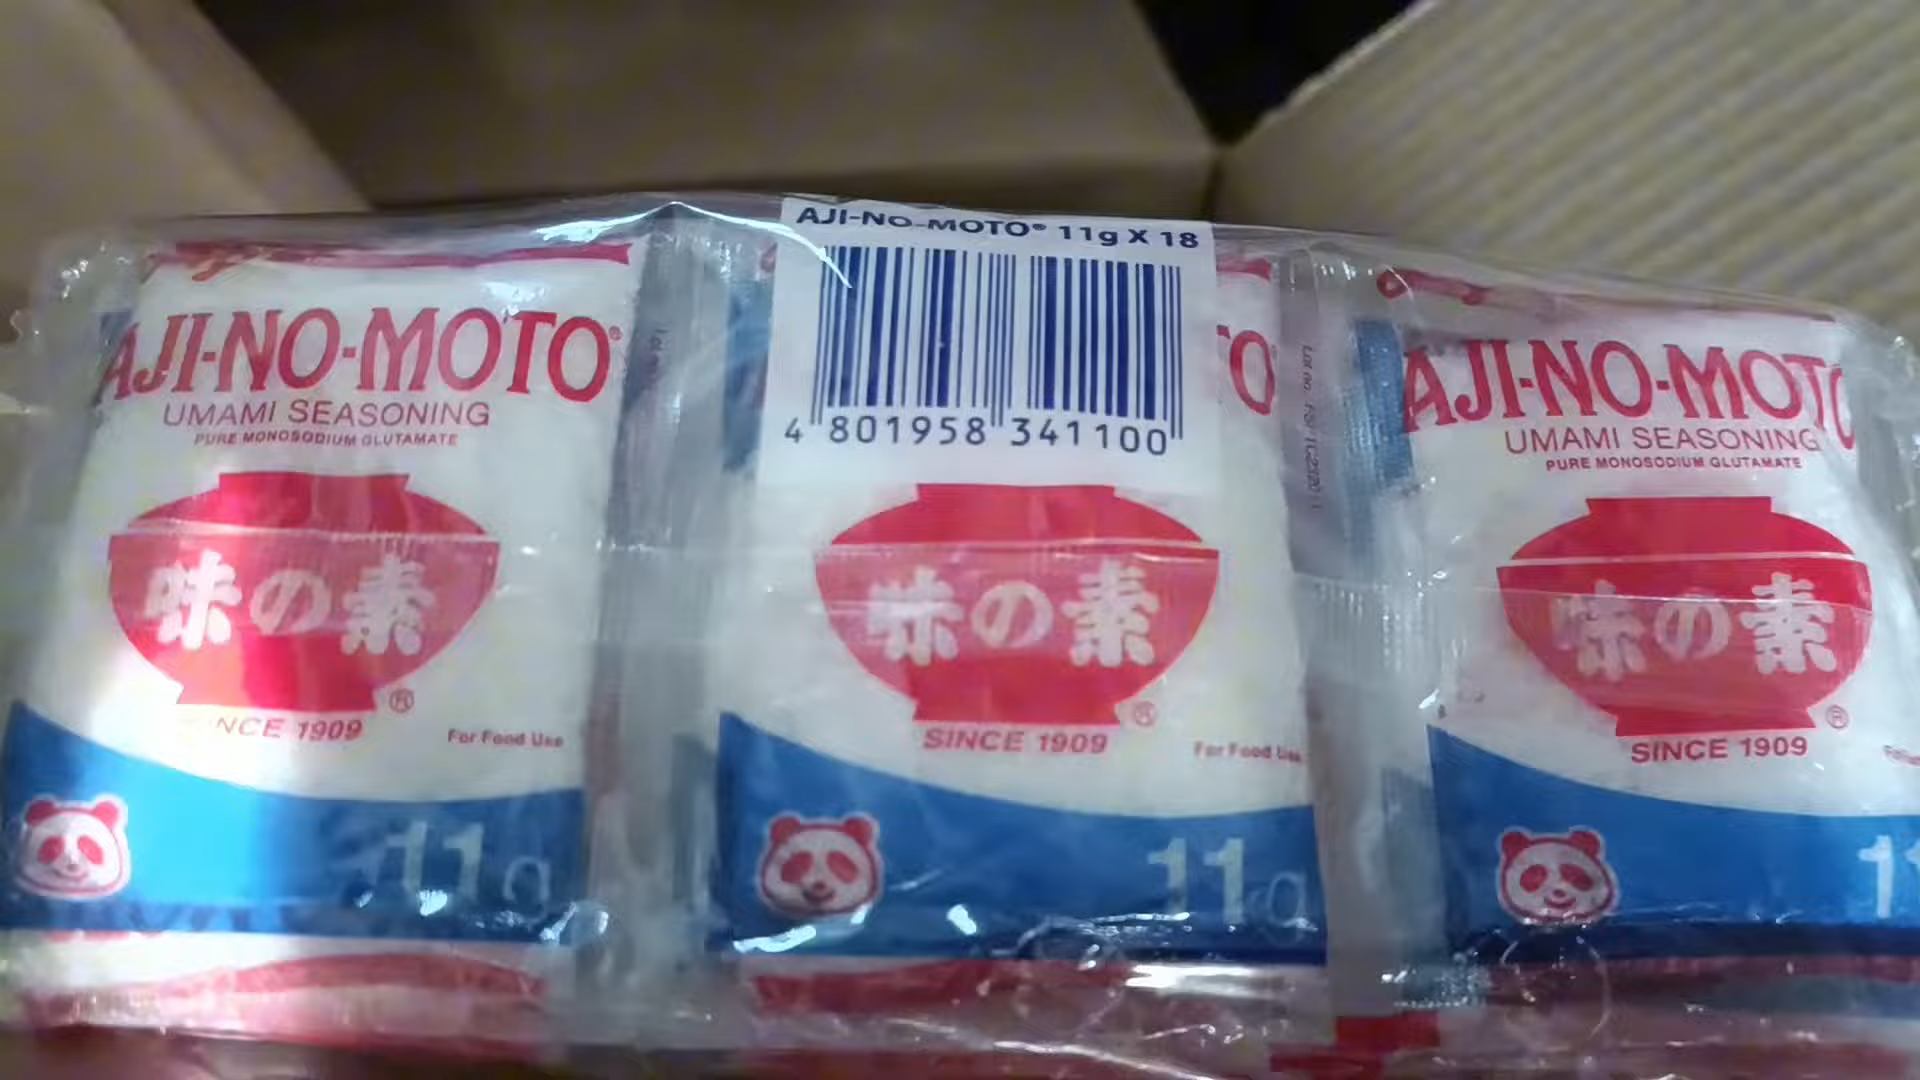 AJI-NO-MOTO® 11g X 18
4 801958 341100
AJI-NO-MOTO®
UMAMI SEASONING
PURE MONOSODIUM GLUTAMATE
味の素
®
SINCE 1909
For Food Use
11g
TO
味の素
®
SINCE 1909
For Food Use
11g
AJI-NO-MOTO
UMAMI SEASONING
PURE MONOSODIUM GLUTAMATE
味の素
®
SINCE 1909
11